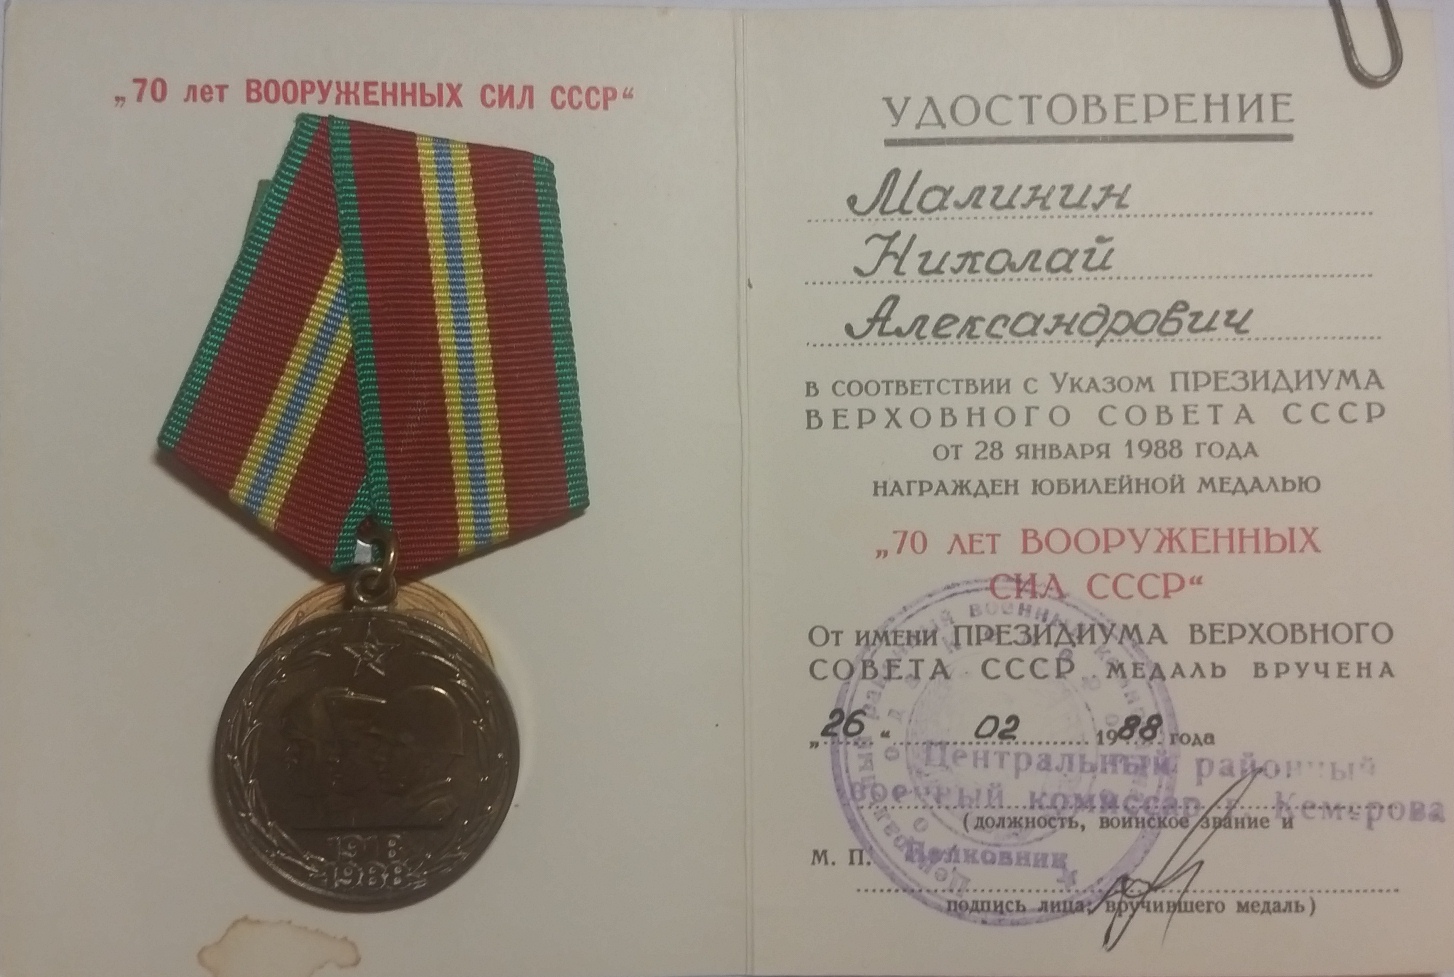 „70 лет ВООРУЖЕННЫХ СИЛ СССР“
1918
1988
УДОСТОВЕРЕНИЕ
Малинин
Николай
Александрович
в соответствии с Указом ПРЕЗИДИУМА
ВЕРХОВНОГО СОВЕТА СССР
от 28 января 1988 года
награжден юбилейной медалью
„70 лет ВООРУЖЕННЫХ
СИЛ СССР“
От имени ПРЕЗИДИУМА ВЕРХОВНОГО
СОВЕТА СССР медаль вручена
„26“ 02 1988 года
Центральный районный
военный комиссар г. Кемерова
(должность, воинское звание и
М. П. Полковник
подпись лица, вручившего медаль)